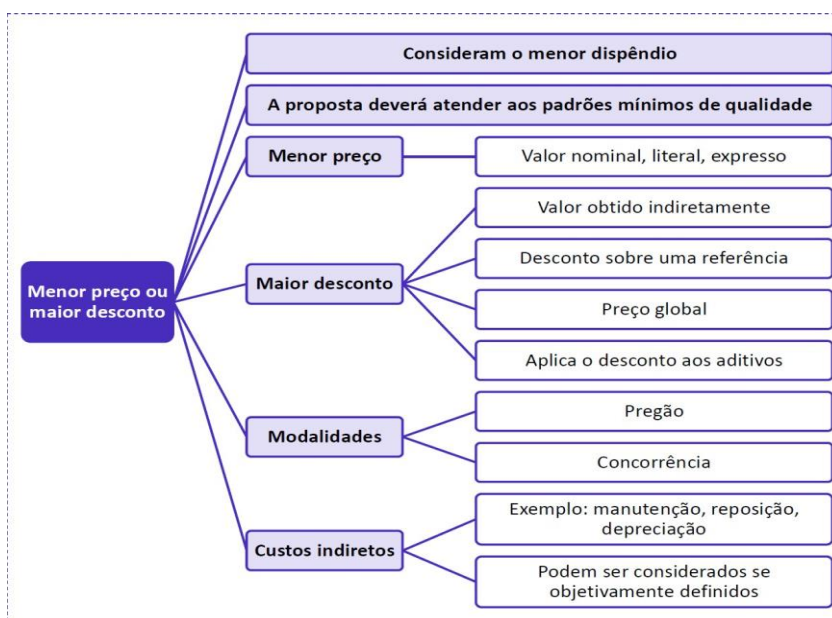 Menor preço ou
maior desconto
Consideram o menor dispêndio
A proposta deverá atender aos padrões mínimos de qualidade
Menor preço
Valor nominal, literal, expresso
Maior desconto
Valor obtido indiretamente
Desconto sobre uma referência
Preço global
Aplica o desconto aos aditivos
Modalidades
Pregão
Concorrência
Custos indiretos
Exemplo: manutenção, reposição,
depreciação
Podem ser considerados se
objetivamente definidos